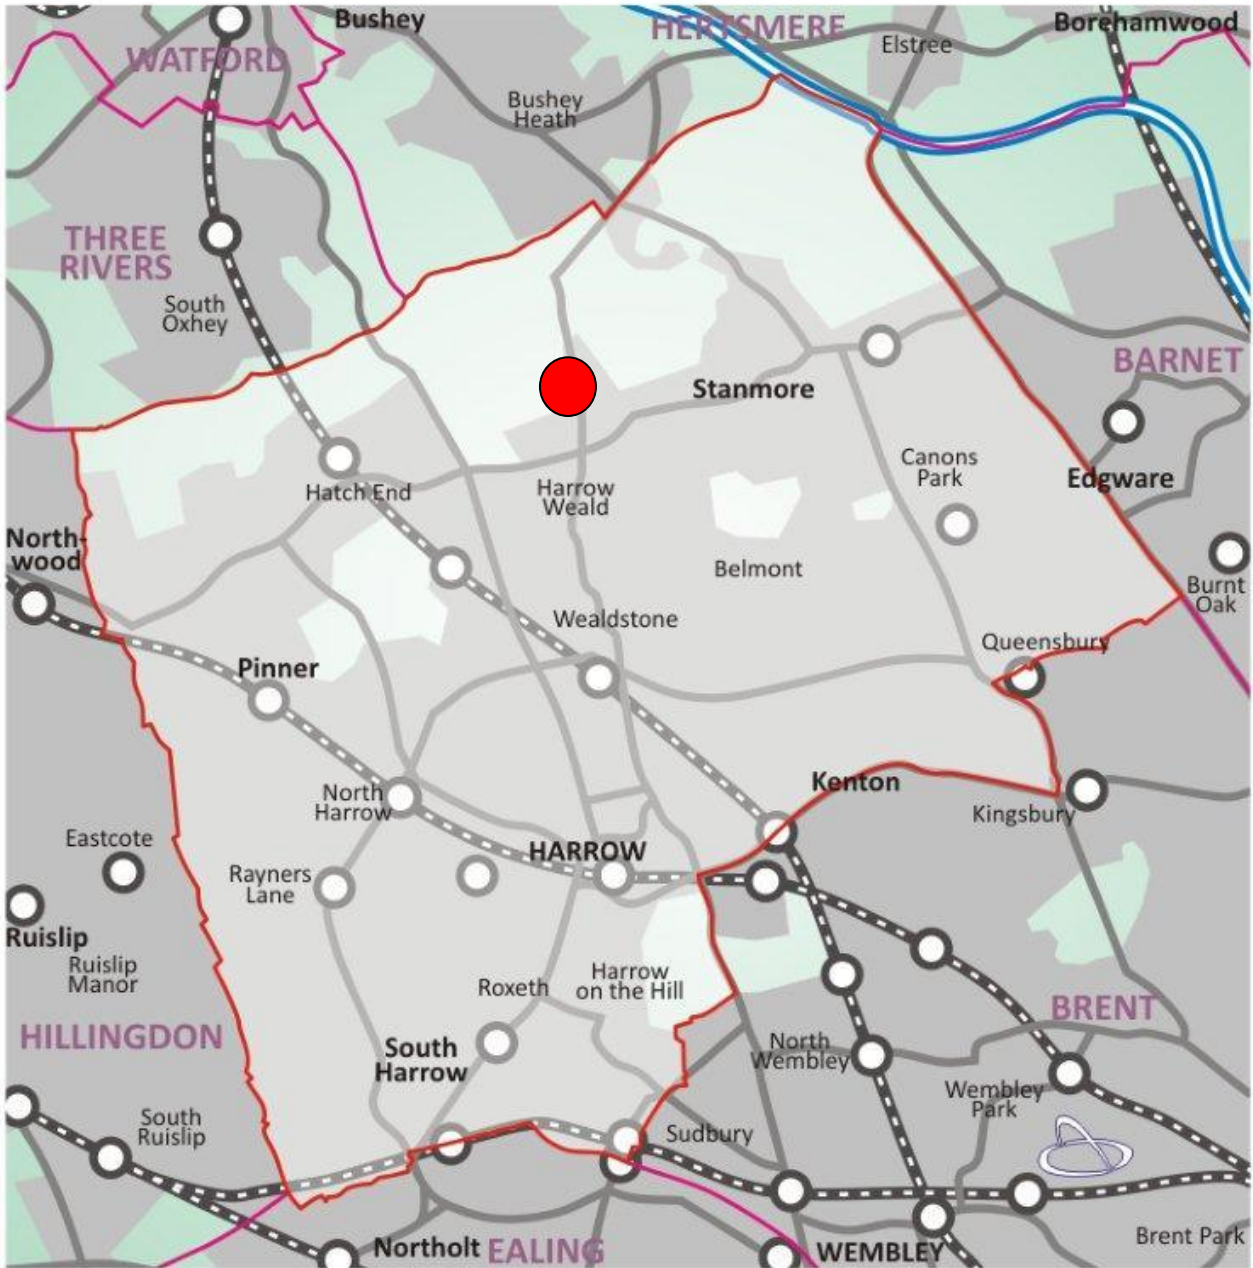 Bushey
HERTSMERE
Borehamwood
Elstree
WATFORD
Bushey
Heath
THREE
RIVERS
South
Oxhey
BARNET
Stanmore
Edgware
Canons
Park
Hatch End
Harrow
Weald
North-
wood
Belmont
Burnt
Oak
Wealdstone
Queensbury
Pinner
Kenton
North
Harrow
Kingsbury
Eastcote
HARROW
Rayners
Lane
Ruislip
Ruislip
Manor
Roxeth
Harrow
on the Hill
BRENT
HILLINGDON
South
Harrow
North
Wembley
Wembley
Park
South
Ruislip
Sudbury
Northolt
EALING
WEMBLEY
Brent Park